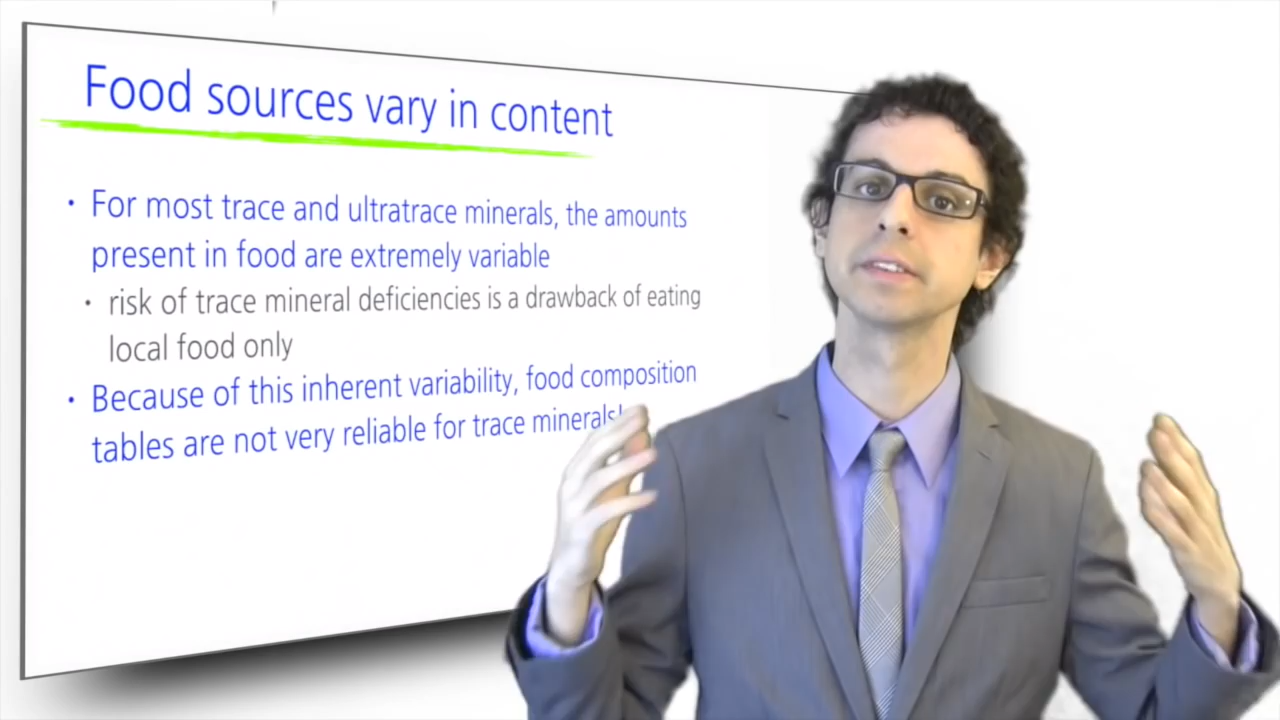 Food sources vary in content
• For most trace and ultratrace minerals, the amounts
present in food are extremely variable
• risk of trace mineral deficiencies is a drawback of eating
local food only
• Because of this inherent variability, food composition
tables are not very reliable for trace minerals!